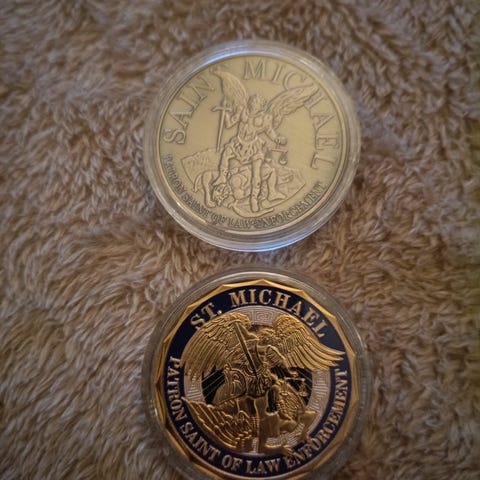 SAINT MICHAEL
PATRON SAINT OF LAW ENFORCEMENT
ST. MICHAEL
PATRON SAINT OF LAW ENFORCEMENT